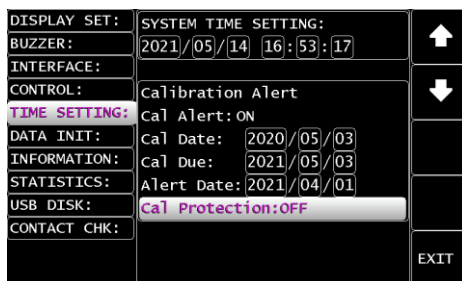 DISPLAY SET:
BUZZER:
INTERFACE:
CONTROL:
TIME SETTING:
DATA INIT:
INFORMATION:
STATISTICS:
USB DISK:
CONTACT CHK:
SYSTEM TIME SETTING:
2021/05/14 16:53:17
Calibration Alert
Cal Alert:ON
Cal Date: 2020/05/03
Cal Due: 2021/05/03
Alert Date:2021/04/01
Cal Protection:OFF
EXIT